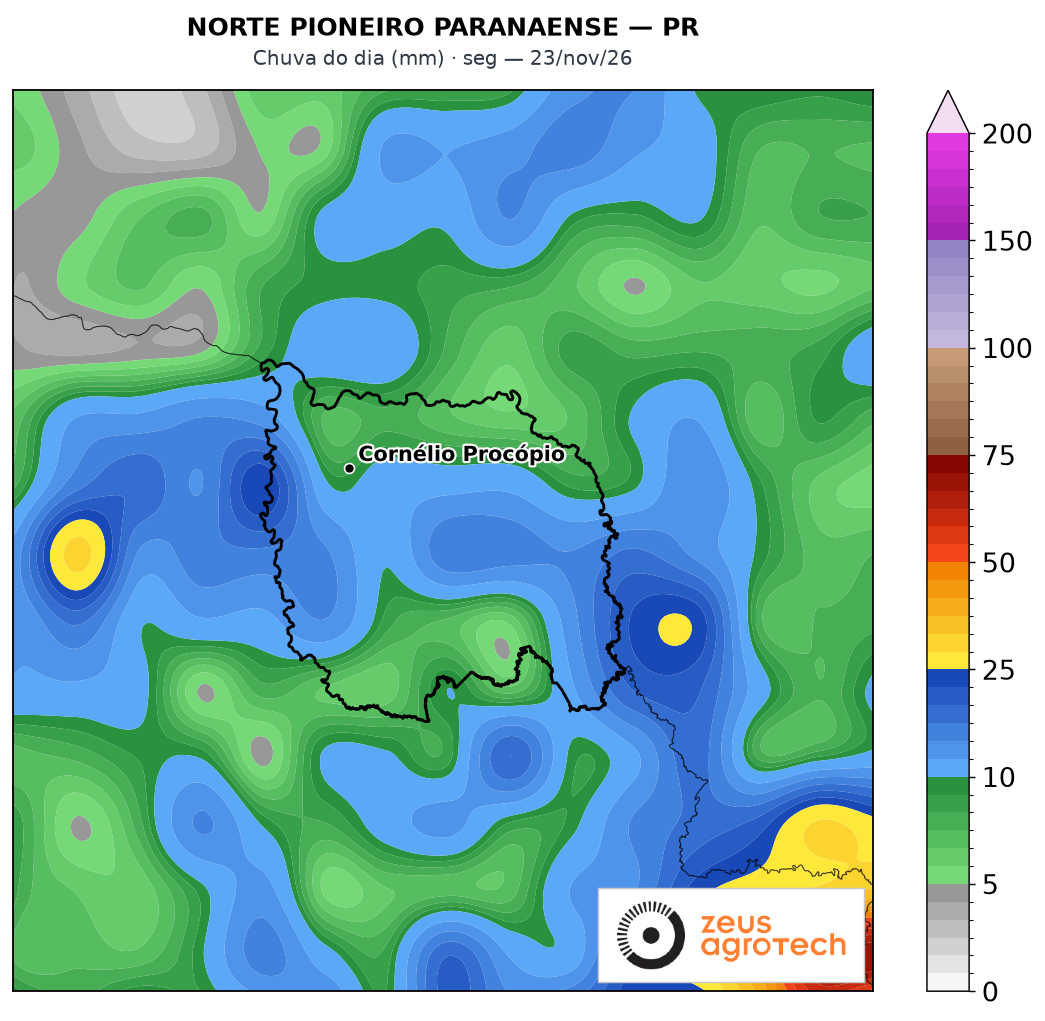 NORTE PIONEIRO PARANAENSE — PR
Chuva do dia (mm) · seg — 23/nov/26
200
150
100
75
50
25
10
5
0
Cornélio Procópio
zeus
agrotech